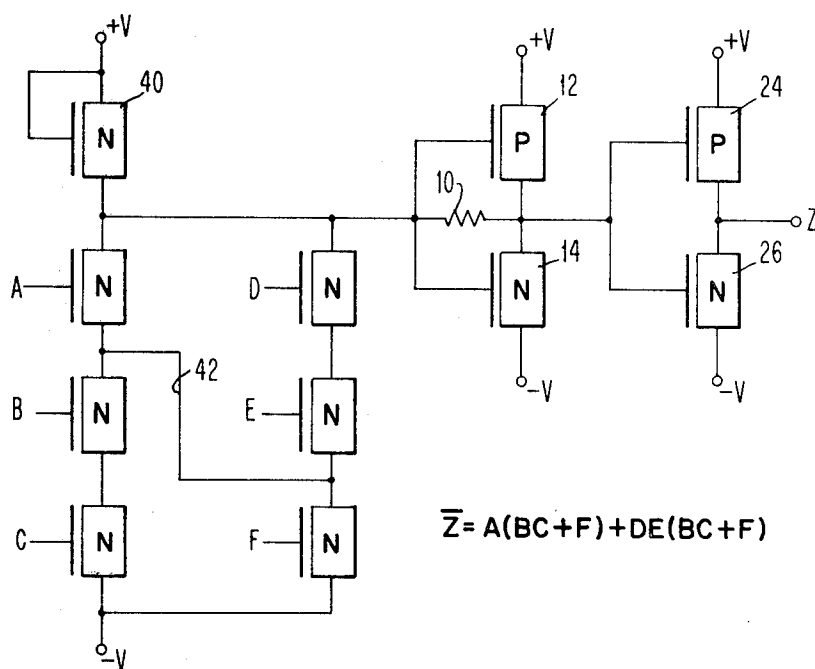 +V +V +V
40 12 24
N P P
10
Z
A N D N 14 N 26 N
42
B N E N -V -V
C N F N
Z̅ = A(BC+F)+DE(BC+F)
-V